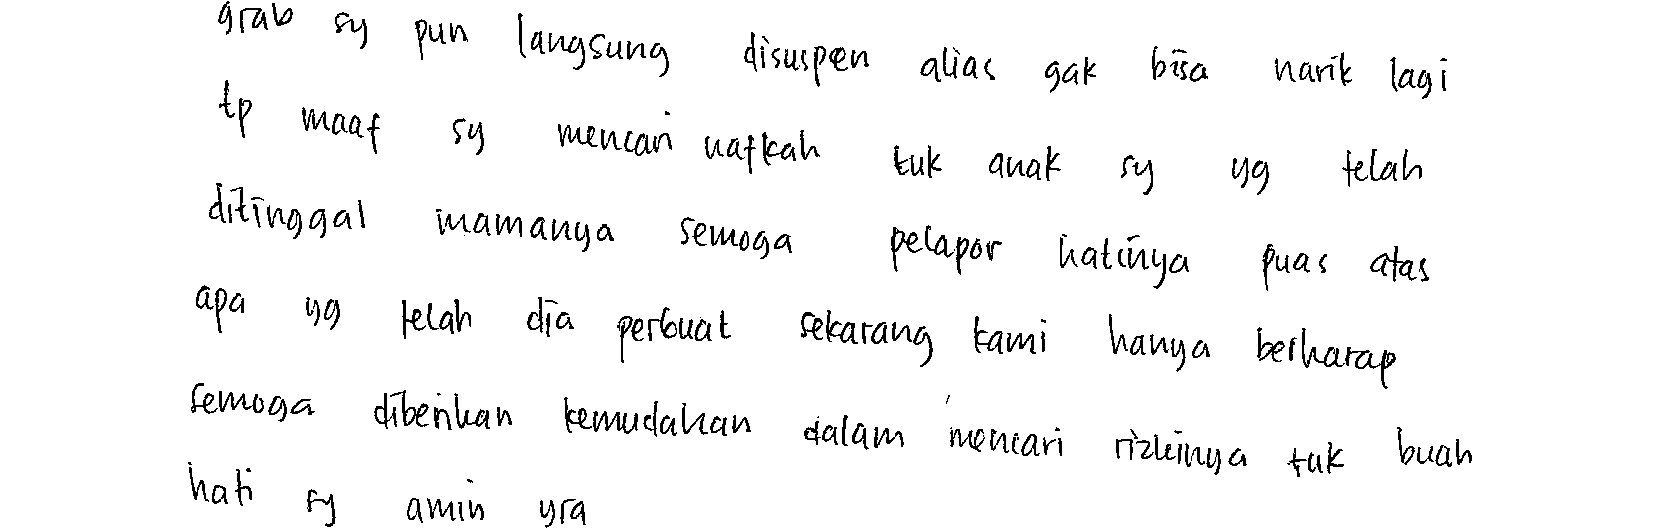 grab sy pun langsung disuspen alias gak bisa narik lagi
tp maaf sy mencari nafkah tuk anak sy yg telah
ditinggal mamanya semoga pelapor hatinya puas atas
apa yg telah dia perbuat sekarang kami hanya berharap
semoga diberikan kemudahan dalam mencari rizkinya tuk buah
hati sy amin yra